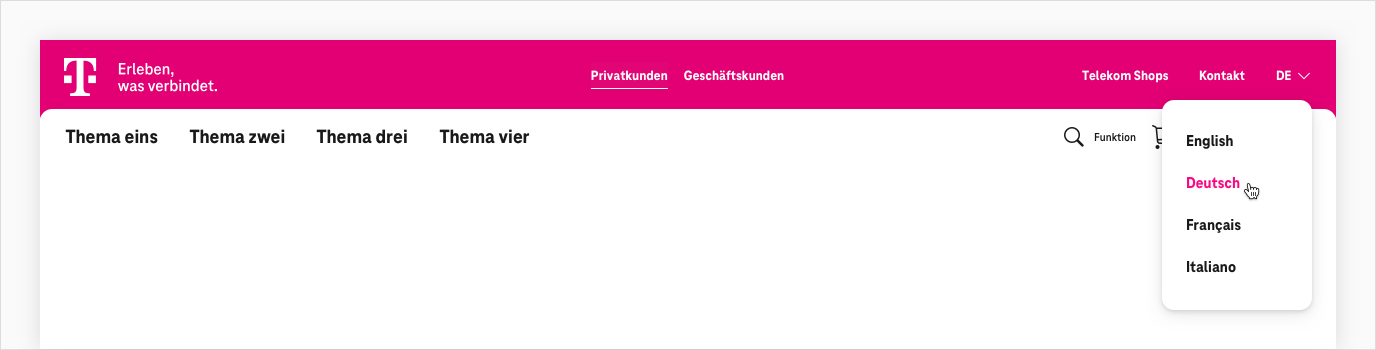 T Erleben,
was verbindet.
Privatkunden Geschäftskunden
Telekom Shops Kontakt DE
Thema eins Thema zwei Thema drei Thema vier
Funktion
English
Deutsch
Français
Italiano